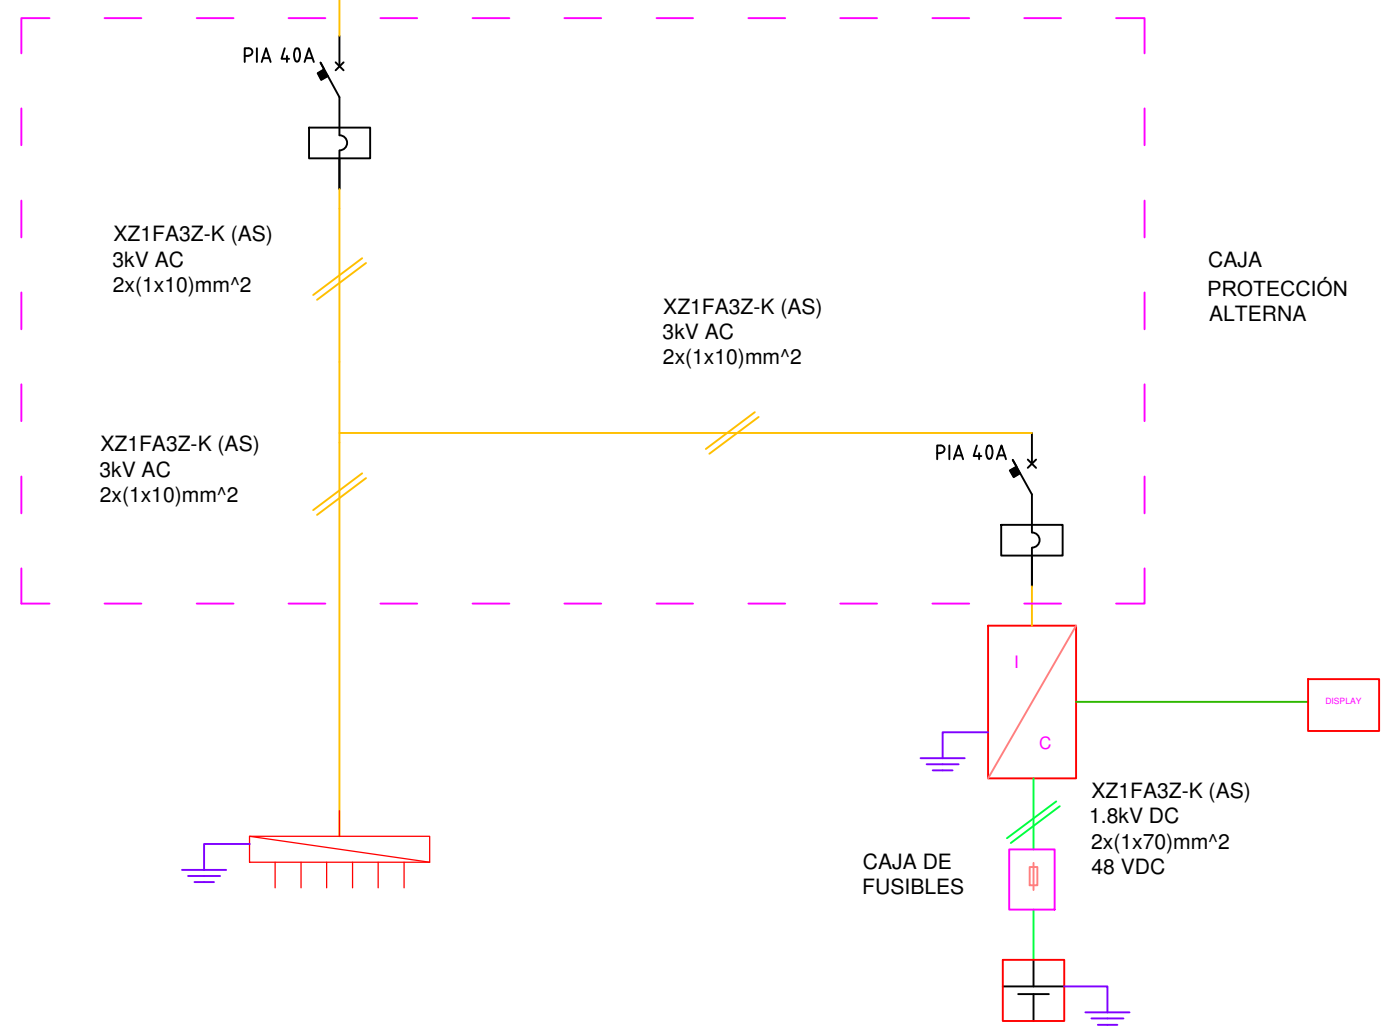 PIA 40A
XZ1FA3Z-K (AS)
3kV AC
2x(1x10)mm^2
CAJA
PROTECCIÓN
ALTERNA
XZ1FA3Z-K (AS)
3kV AC
2x(1x10)mm^2
XZ1FA3Z-K (AS)
3kV AC
2x(1x10)mm^2
PIA 40A
I
C
DISPLAY
XZ1FA3Z-K (AS)
1.8kV DC
2x(1x70)mm^2
48 VDC
CAJA DE
FUSIBLES